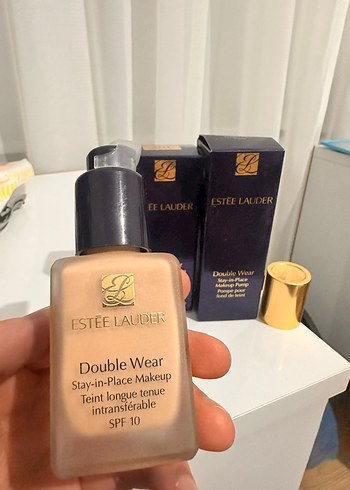 ESTĒE LAUDER
Double Wear
Stay-in-Place Makeup
Teint longue tenue
intransférable
SPF 10
ĒE LAUDER
ESTĒE LAUDER
Double Wear
Stay-in-Place
Makeup Pump
Pompe pour
fond de teint